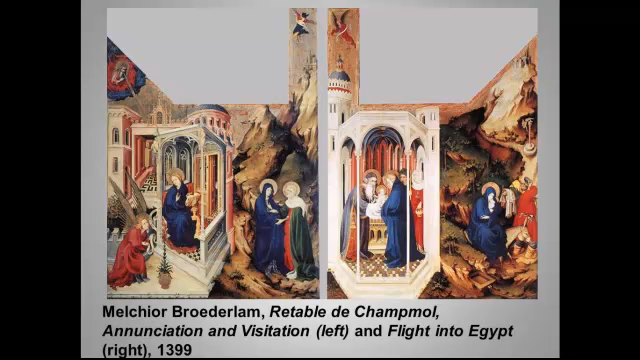 Melchior Broederlam, Retable de Champmol,
Annunciation and Visitation (left) and Flight into Egypt
(right), 1399